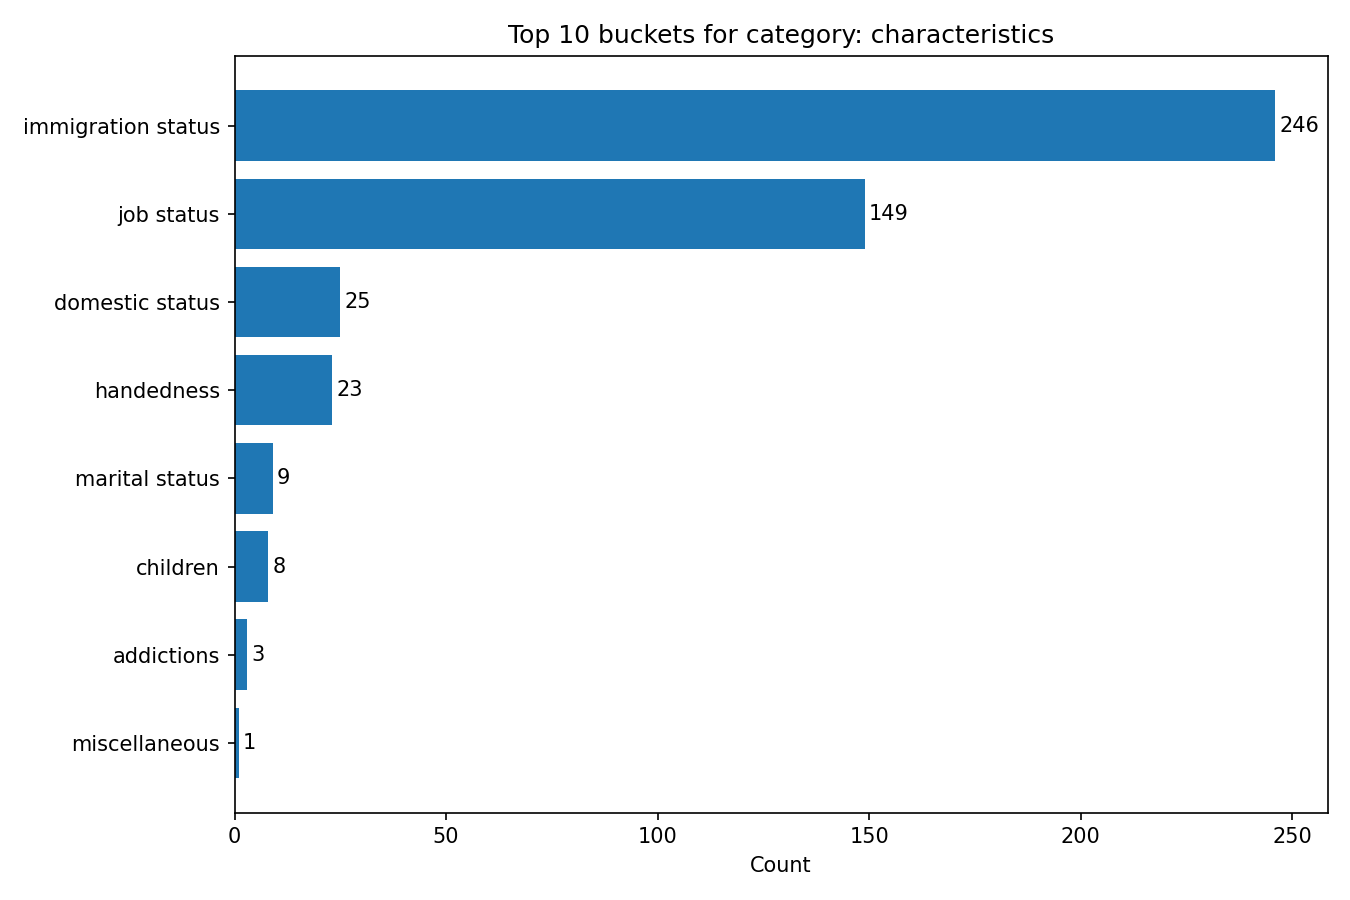 Top 10 buckets for category: characteristics
immigration status
246
job status
149
domestic status
25
handedness
23
marital status
9
children
8
addictions
3
miscellaneous
1
0 50 100 150 200 250
Count